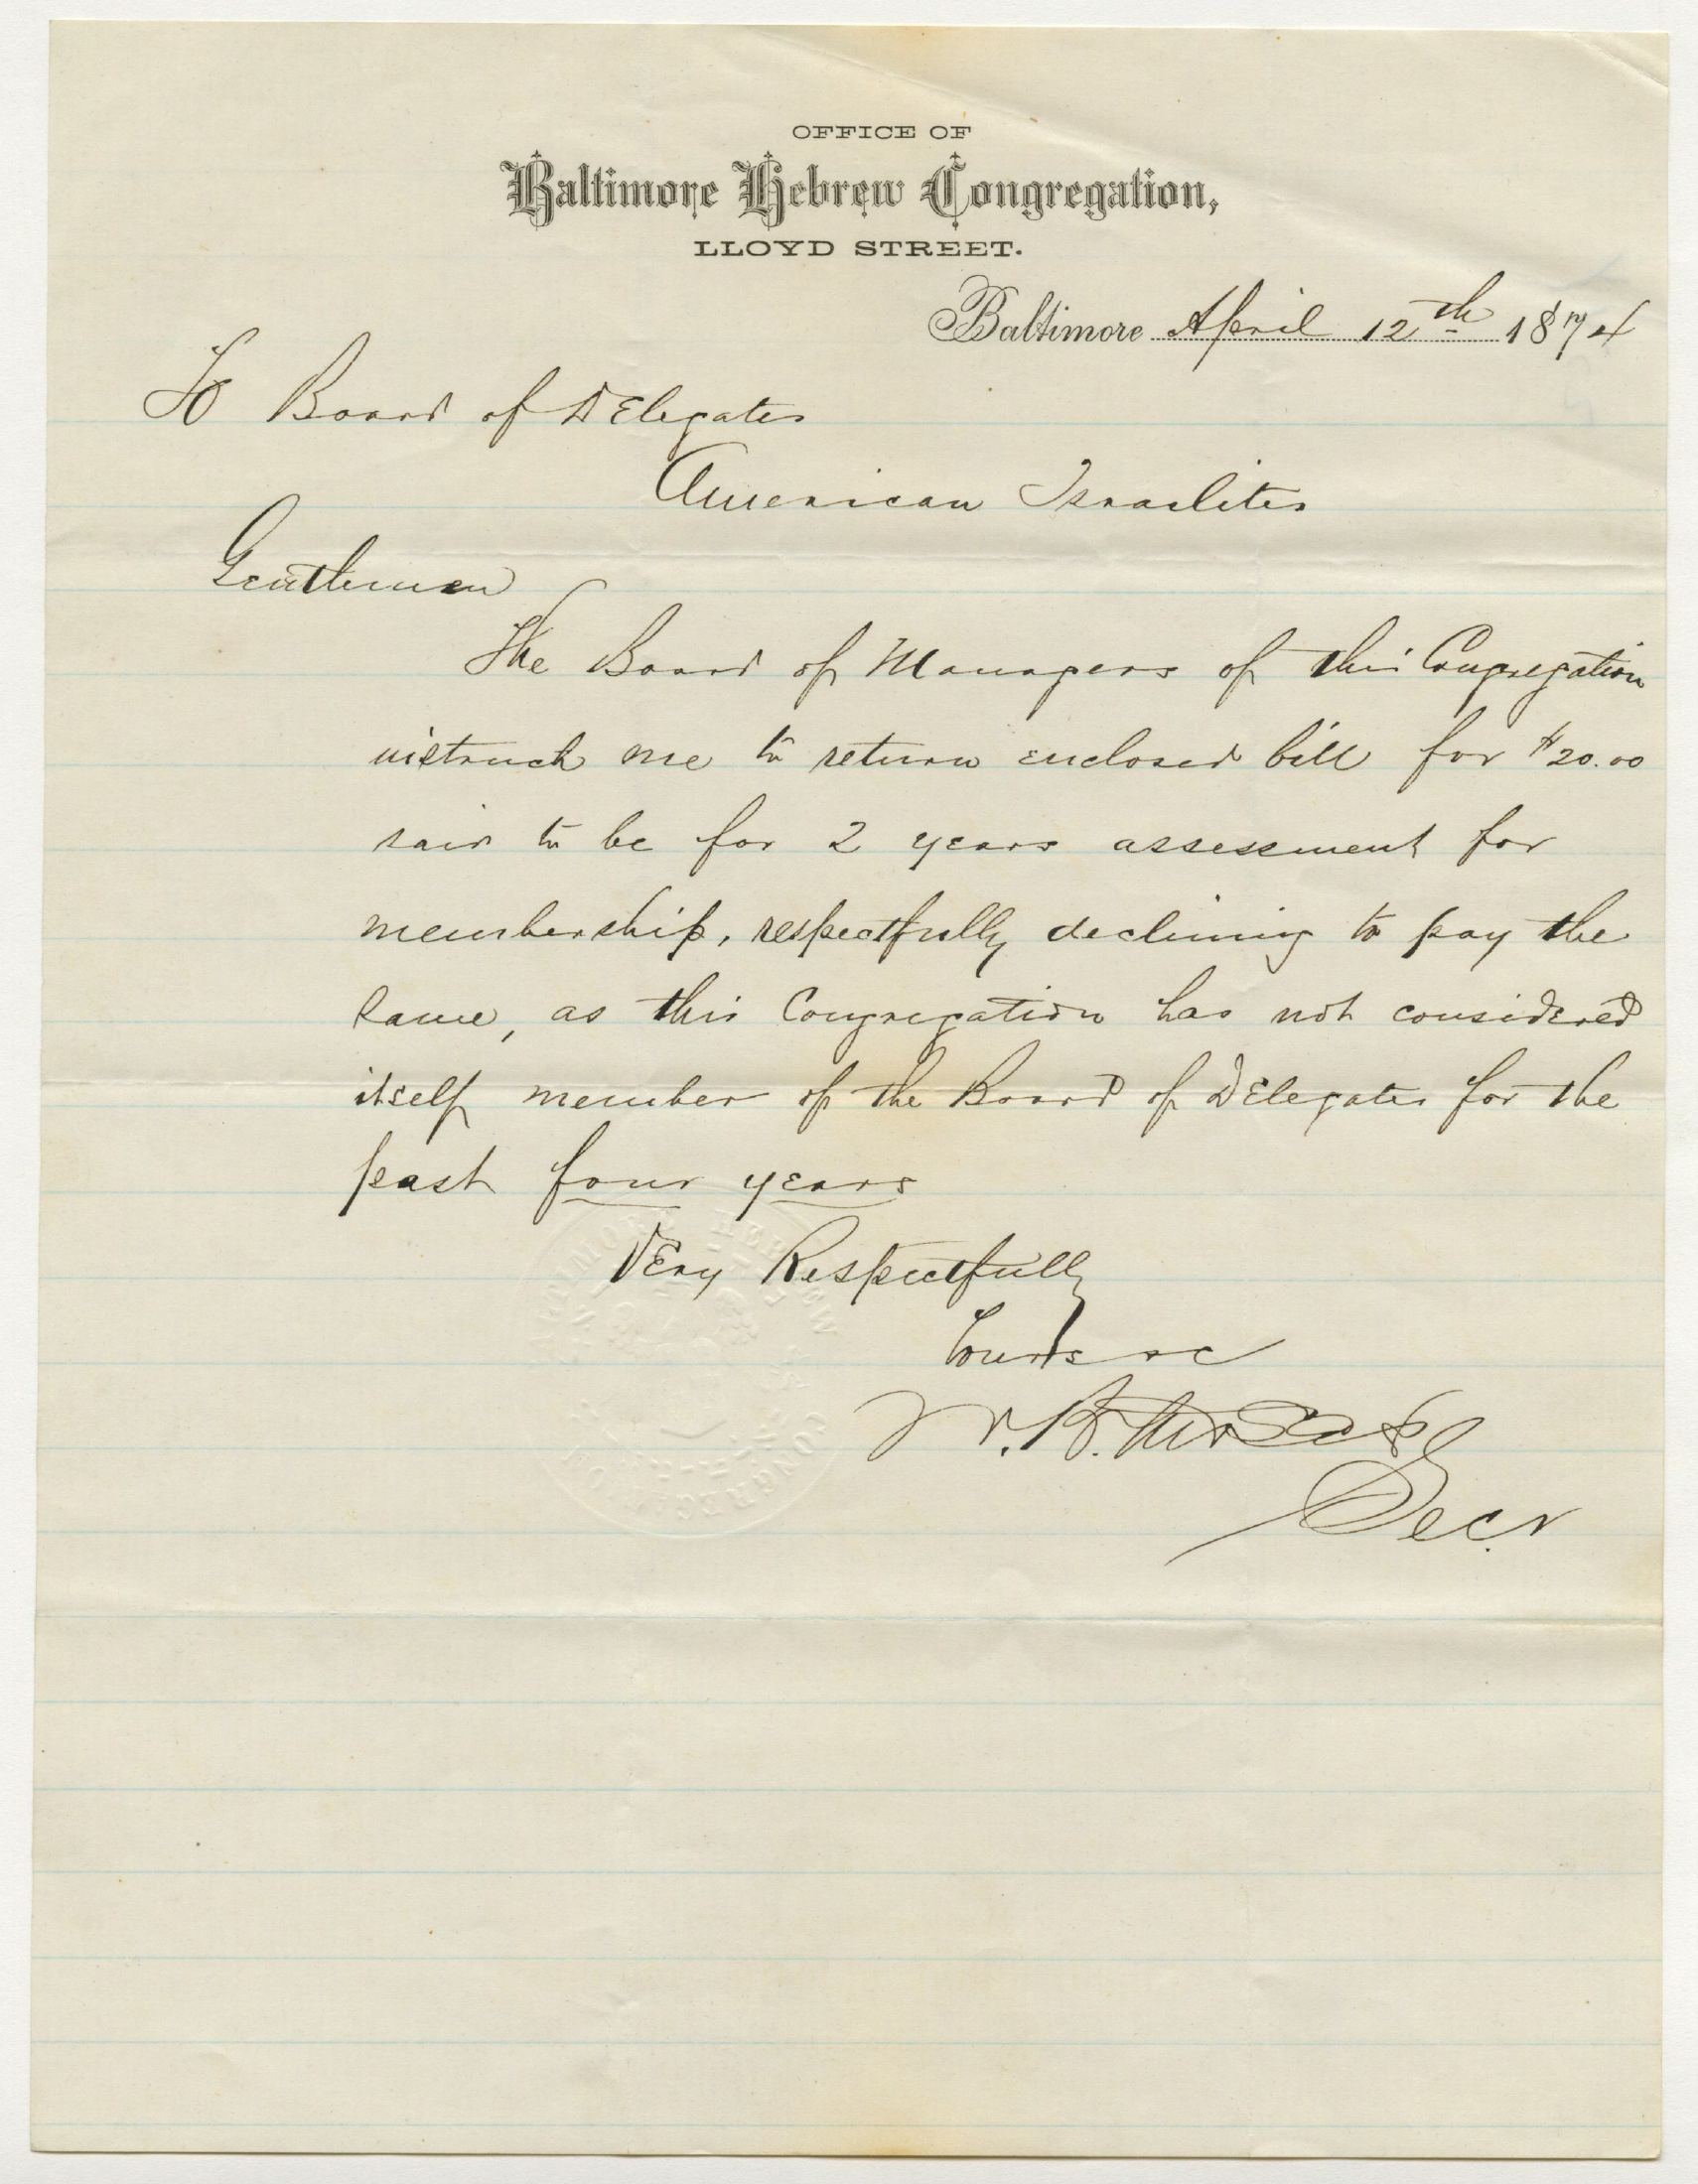 OFFICE OF
Baltimore Hebrew Congregation,
LLOYD STREET.
Baltimore April 12th 1874
To Board of Delegates
American Israelites
Gentlemen
The Board of Managers of this Congregation
instruct me to return enclosed bill for $20.00
said to be for 2 years assessment for
membership, respectfully declining to pay the
same, as this Congregation has not considered
itself member of the Board of Delegates for the
past four years
Very Respectfully
Yours &c
Secr
BALTIMORE HEBREW
CONGREGATION